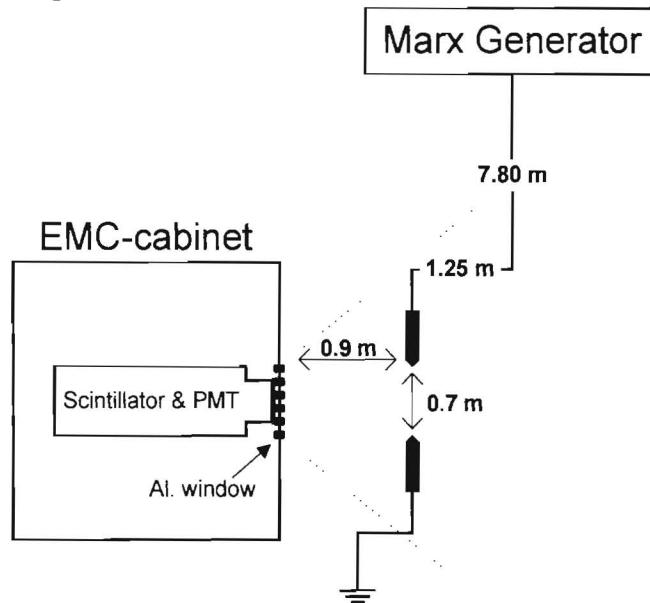 Marx Generator
7.80 m
EMC-cabinet
1.25 m
0.9 m
Scintillator & PMT
0.7 m
Al. window